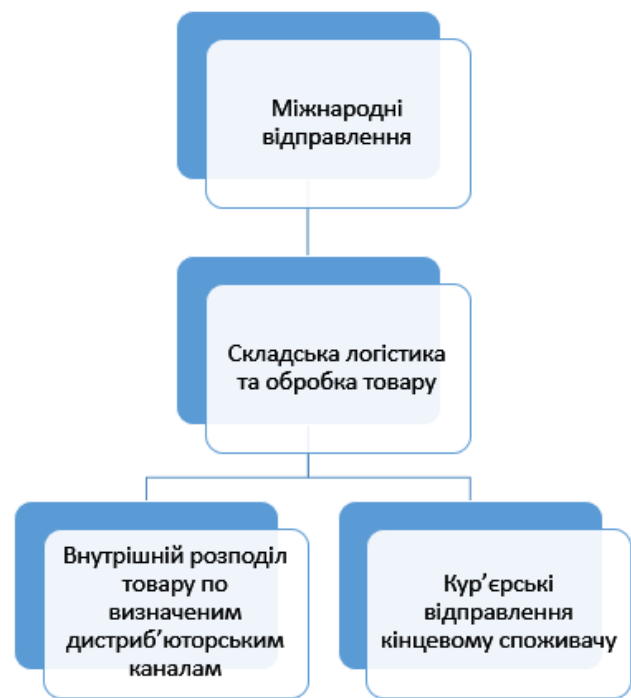 Міжнародні
відправлення
Складська логістика
та обробка товару
Внутрішній розподіл
товару по
визначеним
дистриб’юторським
каналам
Кур’єрські
відправлення
кінцевому споживачу